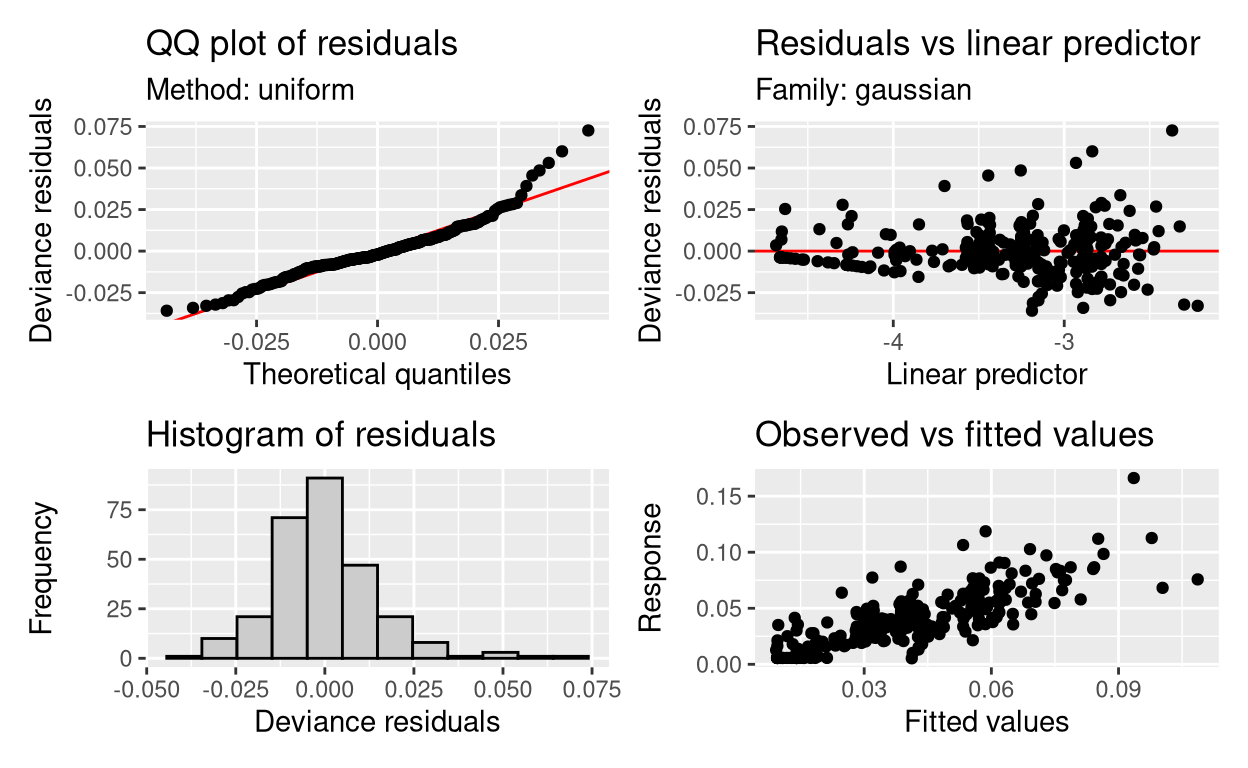 QQ plot of residuals
Method: uniform
Deviance residuals
0.075
0.050
0.025
0.000
-0.025
-0.025
0.000
0.025
Theoretical quantiles
Residuals vs linear predictor
Family: gaussian
Deviance residuals
0.075
0.050
0.025
0.000
-0.025
-4
-3
Linear predictor
Histogram of residuals
Frequency
75
50
25
0
-0.050
-0.025
0.000
0.025
0.050
0.075
Deviance residuals
Observed vs fitted values
Response
0.15
0.10
0.05
0.00
0.03
0.06
0.09
Fitted values